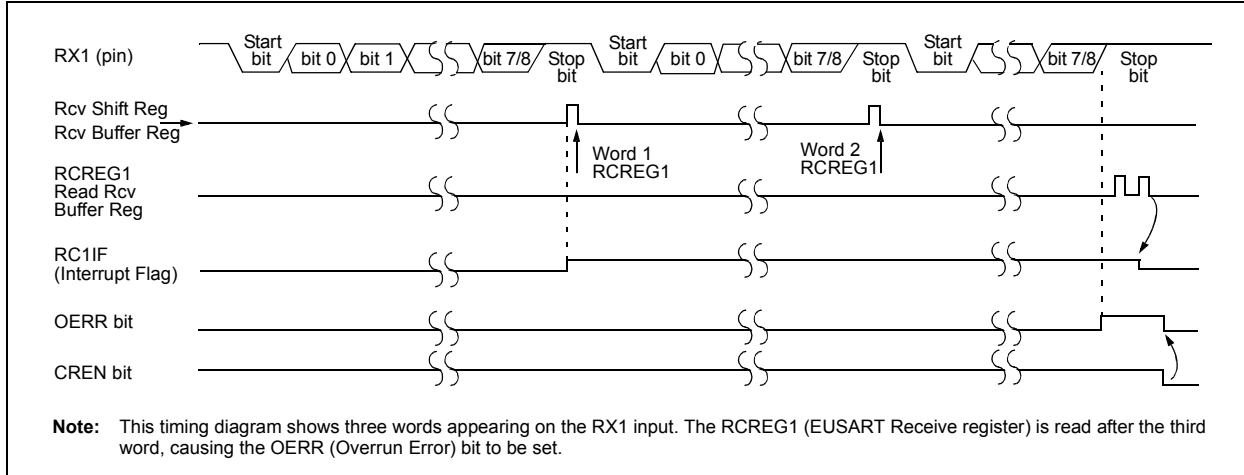 RX1 (pin)
Start
bit
bit 0
bit 1
bit 7/8
Stop
bit
Start
bit
bit 0
bit 7/8
Stop
bit
Start
bit
bit 7/8
Stop
bit
Rcv Shift Reg
Rcv Buffer Reg
Word 1
RCREG1
Word 2
RCREG1
RCREG1
Read Rcv
Buffer Reg
RC1IF
(Interrupt Flag)
OERR bit
CREN bit
Note: This timing diagram shows three words appearing on the RX1 input. The RCREG1 (EUSART Receive register) is read after the third
word, causing the OERR (Overrun Error) bit to be set.